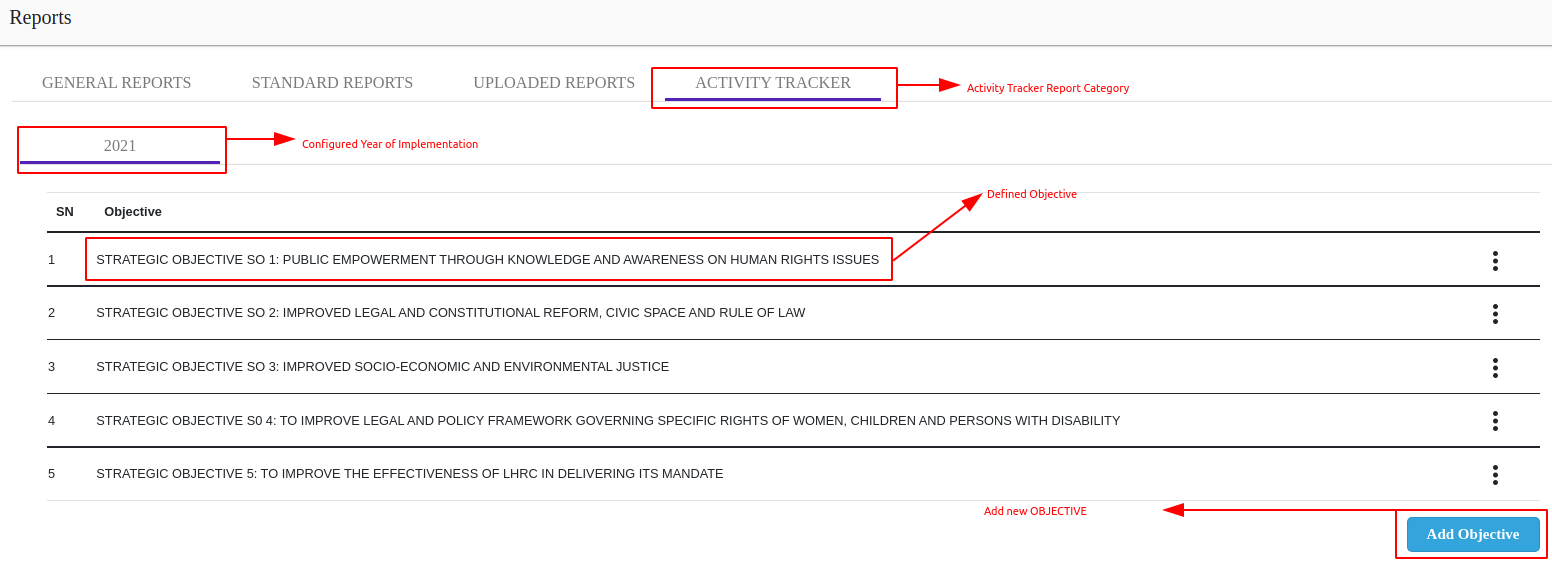 Reports
GENERAL REPORTS STANDARD REPORTS UPLOADED REPORTS ACTIVITY TRACKER
Activity Tracker Report Category
2021
Configured Year of Implementation
Defined Objective
SN Objective
1 STRATEGIC OBJECTIVE SO 1: PUBLIC EMPOWERMENT THROUGH KNOWLEDGE AND AWARENESS ON HUMAN RIGHTS ISSUES
2 STRATEGIC OBJECTIVE SO 2: IMPROVED LEGAL AND CONSTITUTIONAL REFORM, CIVIC SPACE AND RULE OF LAW
3 STRATEGIC OBJECTIVE SO 3: IMPROVED SOCIO-ECONOMIC AND ENVIRONMENTAL JUSTICE
4 STRATEGIC OBJECTIVE S0 4: TO IMPROVE LEGAL AND POLICY FRAMEWORK GOVERNING SPECIFIC RIGHTS OF WOMEN, CHILDREN AND PERSONS WITH DISABILITY
5 STRATEGIC OBJECTIVE 5: TO IMPROVE THE EFFECTIVENESS OF LHRC IN DELIVERING ITS MANDATE
Add new OBJECTIVE
Add Objective